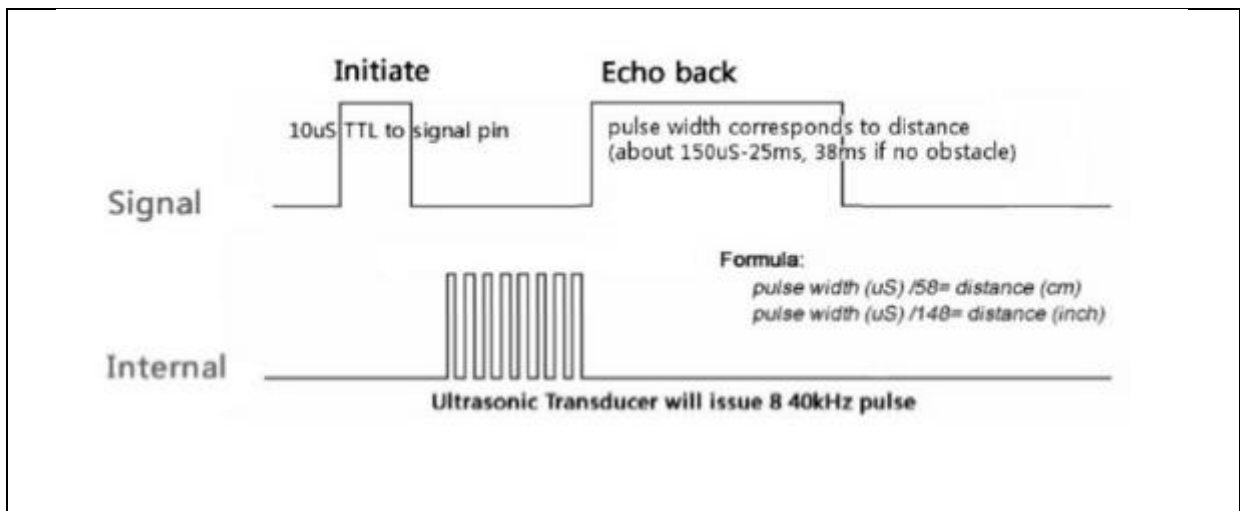 Initiate
Echo back
10uS TTL to signal pin
pulse width corresponds to distance
(about 150uS-25ms, 38ms if no obstacle)
Signal
Formula:
pulse width (uS) /58= distance (cm)
pulse width (uS) /148= distance (inch)
Internal
Ultrasonic Transducer will issue 8 40kHz pulse